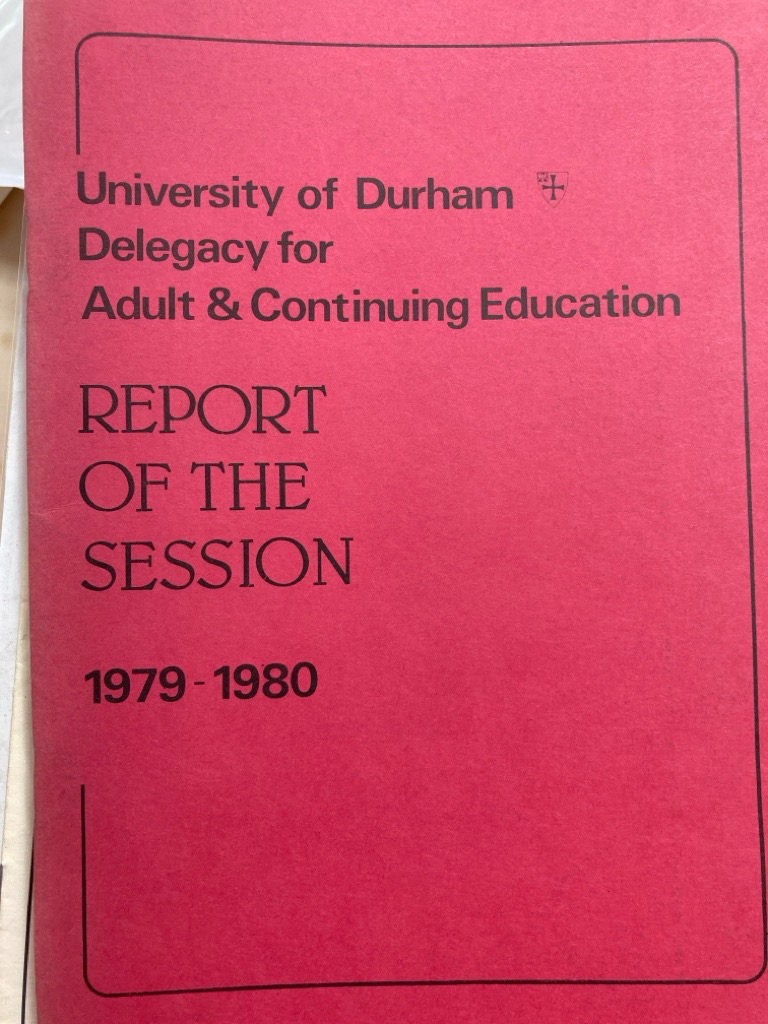 University of Durham
Delegacy for
Adult & Continuing Education
REPORT
OF THE
SESSION
1979-1980